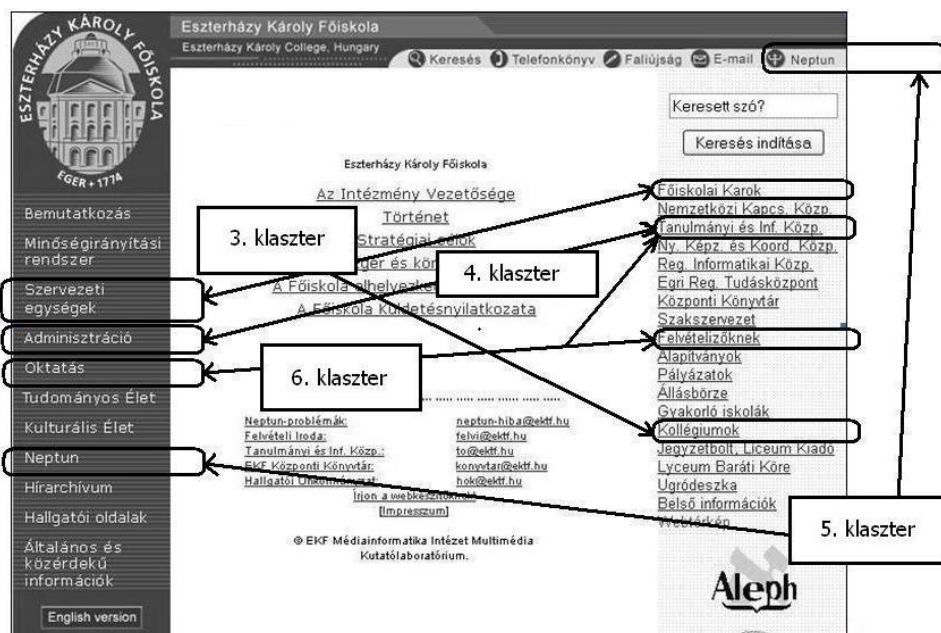 ESZTERHÁZY KÁROLY FŐISKOLA
EGER • 1774
Eszterházy Károly Főiskola
Eszterházy Károly College, Hungary
Keresés Telefonkönyv Faliújság E-mail Neptun
Bemutatkozás
Minőségirányítási
rendszer
Szervezeti
egységek
Adminisztráció
Oktatás
Tudományos Élet
Kulturális Élet
Neptun
Hírarchívum
Hallgatói oldalak
Általános és
közérdekű
információk
English version
Eszterházy Károly Főiskola
Az Intézmény Vezetősége
Történet
Stratégiai célok
Eger és
A Főiskola
A Főiskola Küldetésnyilatkozata
3. klaszter
4. klaszter
6. klaszter
5. klaszter
Neptun-problémák: neptun-hiba@ektf.hu
Felvételi Iroda: felvi@ektf.hu
Tanulmányi és Inf. Közp.: to@ektf.hu
EKF Központi Könyvtár: konyvtar@ektf.hu
Hallgatói Önkormányzat: hok@ektf.hu
Írjon a webkészítőknek!
[Impresszum]
© EKF Médiainformatika Intézet Multimédia
Kutatólaboratórium.
Keresett szó?
Keresés indítása
Főiskolai Karok
Nemzetközi Kapcs. Közp.
Tanulmányi és Inf. Közp.
Ny. Képz. és Koord. Közp.
Reg. Informatikai Közp.
Egri Reg. Tudásközpont
Központi Könyvtár
Szakszervezet
Felvételizőknek
Alapítványok
Pályázatok
Állásbörze
Gyakorló iskolák
Kollégiumok
Jegyzetbolt, Líceum Kiadó
Lyceum Baráti Köre
Ugródeszka
Belső információk
Webtérkép
Aleph